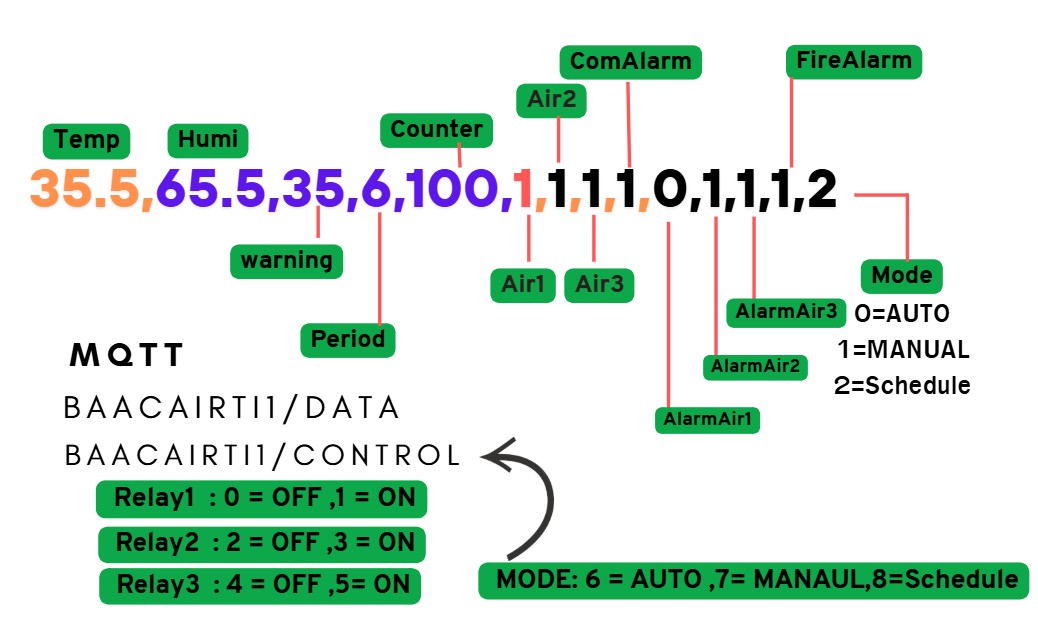 ComAlarm
FireAlarm
Air2
Counter
Temp
Humi
35.5,65.5,35,6,100,1,1,1,1,0,1,1,1,2
warning
Air1
Air3
Mode
AlarmAir3
0=AUTO
Period
1=MANUAL
MQTT
AlarmAir2
2=Schedule
BAACAIRTI1/DATA
AlarmAir1
BAACAIRTI1/CONTROL
Relay1 : 0 = OFF ,1 = ON
Relay2 : 2 = OFF ,3 = ON
Relay3 : 4 = OFF ,5= ON
MODE: 6 = AUTO ,7= MANAUL,8=Schedule